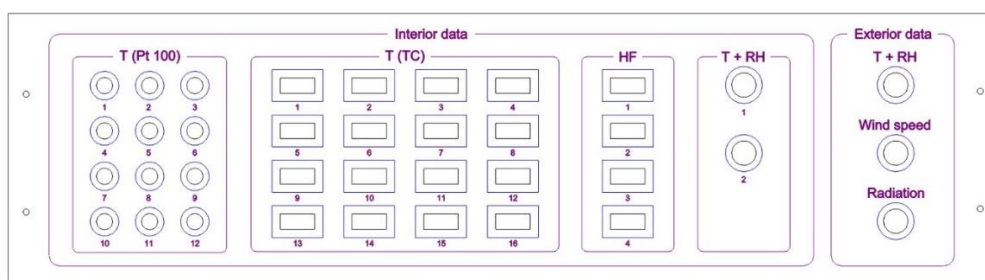 Interior data
Exterior data
T (Pt 100)
T (TC)
HF
T + RH
T + RH
1 2 3
1 2 3 4
1
1
4 5 6
5 6 7 8
2
2
Wind speed
7 8 9
9 10 11 12
3
Radiation
10 11 12
13 14 15 16
4